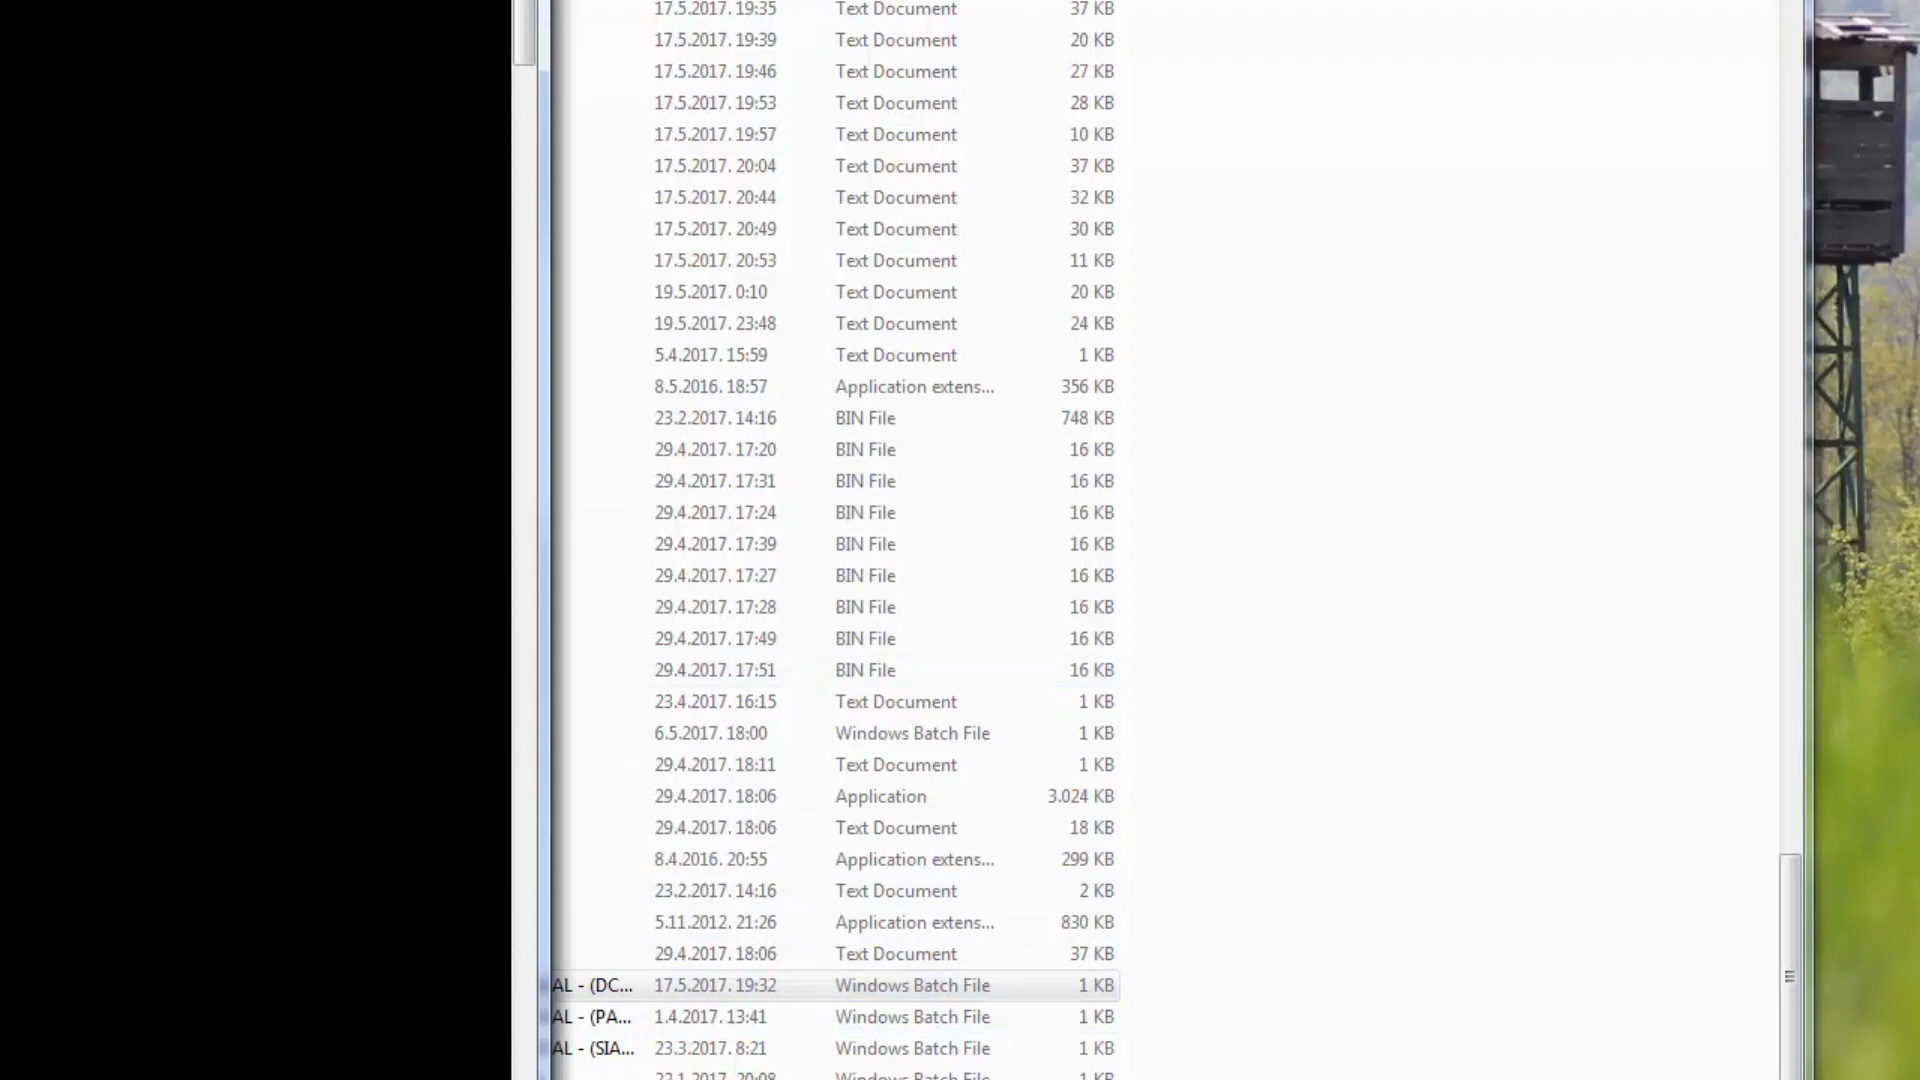 17.5.2017. 19:35 Text Document 37 KB
17.5.2017. 19:39 Text Document 20 KB
17.5.2017. 19:46 Text Document 27 KB
17.5.2017. 19:53 Text Document 28 KB
17.5.2017. 19:57 Text Document 10 KB
17.5.2017. 20:04 Text Document 37 KB
17.5.2017. 20:44 Text Document 32 KB
17.5.2017. 20:49 Text Document 30 KB
17.5.2017. 20:53 Text Document 11 KB
19.5.2017. 0:10 Text Document 20 KB
19.5.2017. 23:48 Text Document 24 KB
5.4.2017. 15:59 Text Document 1 KB
8.5.2016. 18:57 Application extens... 356 KB
23.2.2017. 14:16 BIN File 748 KB
29.4.2017. 17:20 BIN File 16 KB
29.4.2017. 17:31 BIN File 16 KB
29.4.2017. 17:24 BIN File 16 KB
29.4.2017. 17:39 BIN File 16 KB
29.4.2017. 17:27 BIN File 16 KB
29.4.2017. 17:28 BIN File 16 KB
29.4.2017. 17:49 BIN File 16 KB
29.4.2017. 17:51 BIN File 16 KB
23.4.2017. 16:15 Text Document 1 KB
6.5.2017. 18:00 Windows Batch File 1 KB
29.4.2017. 18:11 Text Document 1 KB
29.4.2017. 18:06 Application 3.024 KB
29.4.2017. 18:06 Text Document 18 KB
8.4.2016. 20:55 Application extens... 299 KB
23.2.2017. 14:16 Text Document 2 KB
5.11.2012. 21:26 Application extens... 830 KB
29.4.2017. 18:06 Text Document 37 KB
AL - (DC... 17.5.2017. 19:32 Windows Batch File 1 KB
AL - (PA... 1.4.2017. 13:41 Windows Batch File 1 KB
AL - (SIA... 23.3.2017. 8:21 Windows Batch File 1 KB
22.1.2017. 20:08 Windows Batch File 1 KB